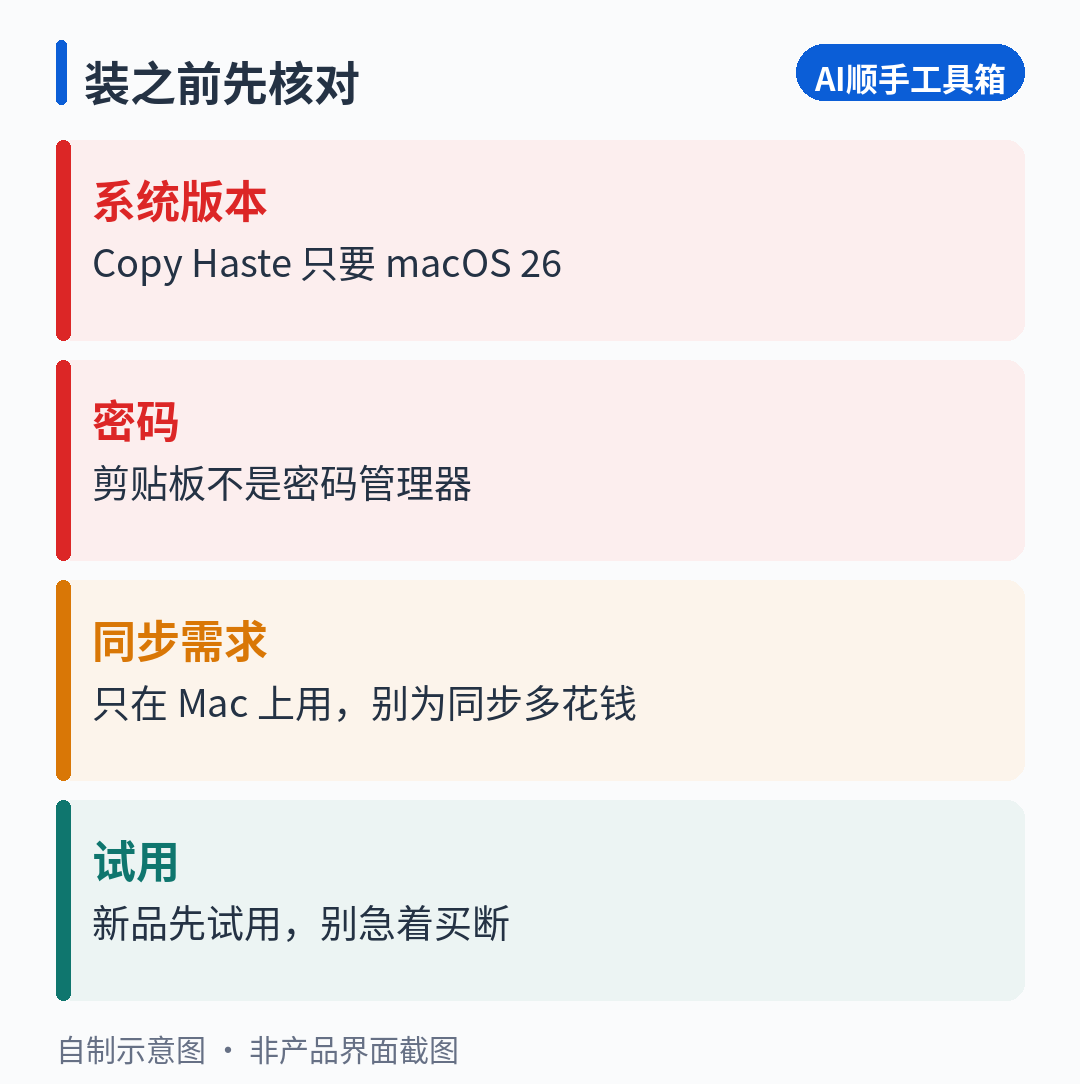 装之前先核对
AI顺手工具箱
系统版本
Copy Haste 只要 macOS 26
密码
剪贴板不是密码管理器
同步需求
只在 Mac 上用，别为同步多花钱
试用
新品先试用，别急着买断
自制示意图 · 非产品界面截图